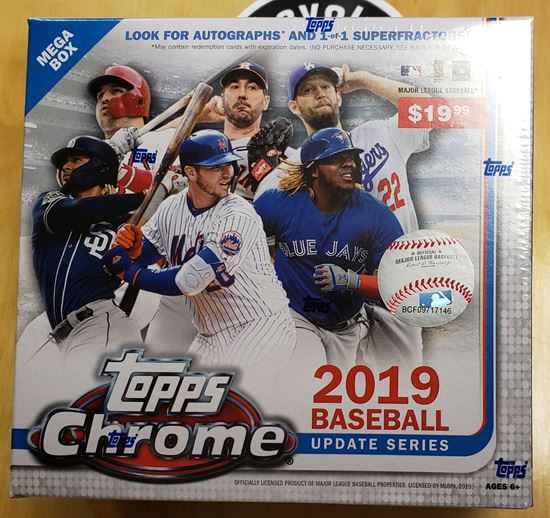 MEGA
BOX
Topps
LOOK FOR AUTOGRAPHS* AND 1-of-1 SUPERFRACTORS!
*May contain redemption cards with expiration dates. (NO PURCHASE NECESSARY, SEE BACK FOR
MAJOR LEAGUE BASEBALL
$19.99
Topps
Topps
Dodgers
22
SD
Mets
20
BLUE JAYS
Topps
OFFICIAL
MAJOR LEAGUE BASEBALL
BCF09717146
Topps
Chrome
Topps
2019
BASEBALL
UPDATE SERIES
Topps
AGES 6+
OFFICIALLY LICENSED PRODUCT OF MAJOR LEAGUE BASEBALL PROPERTIES. LICENSED BY MLBPA, 2019.